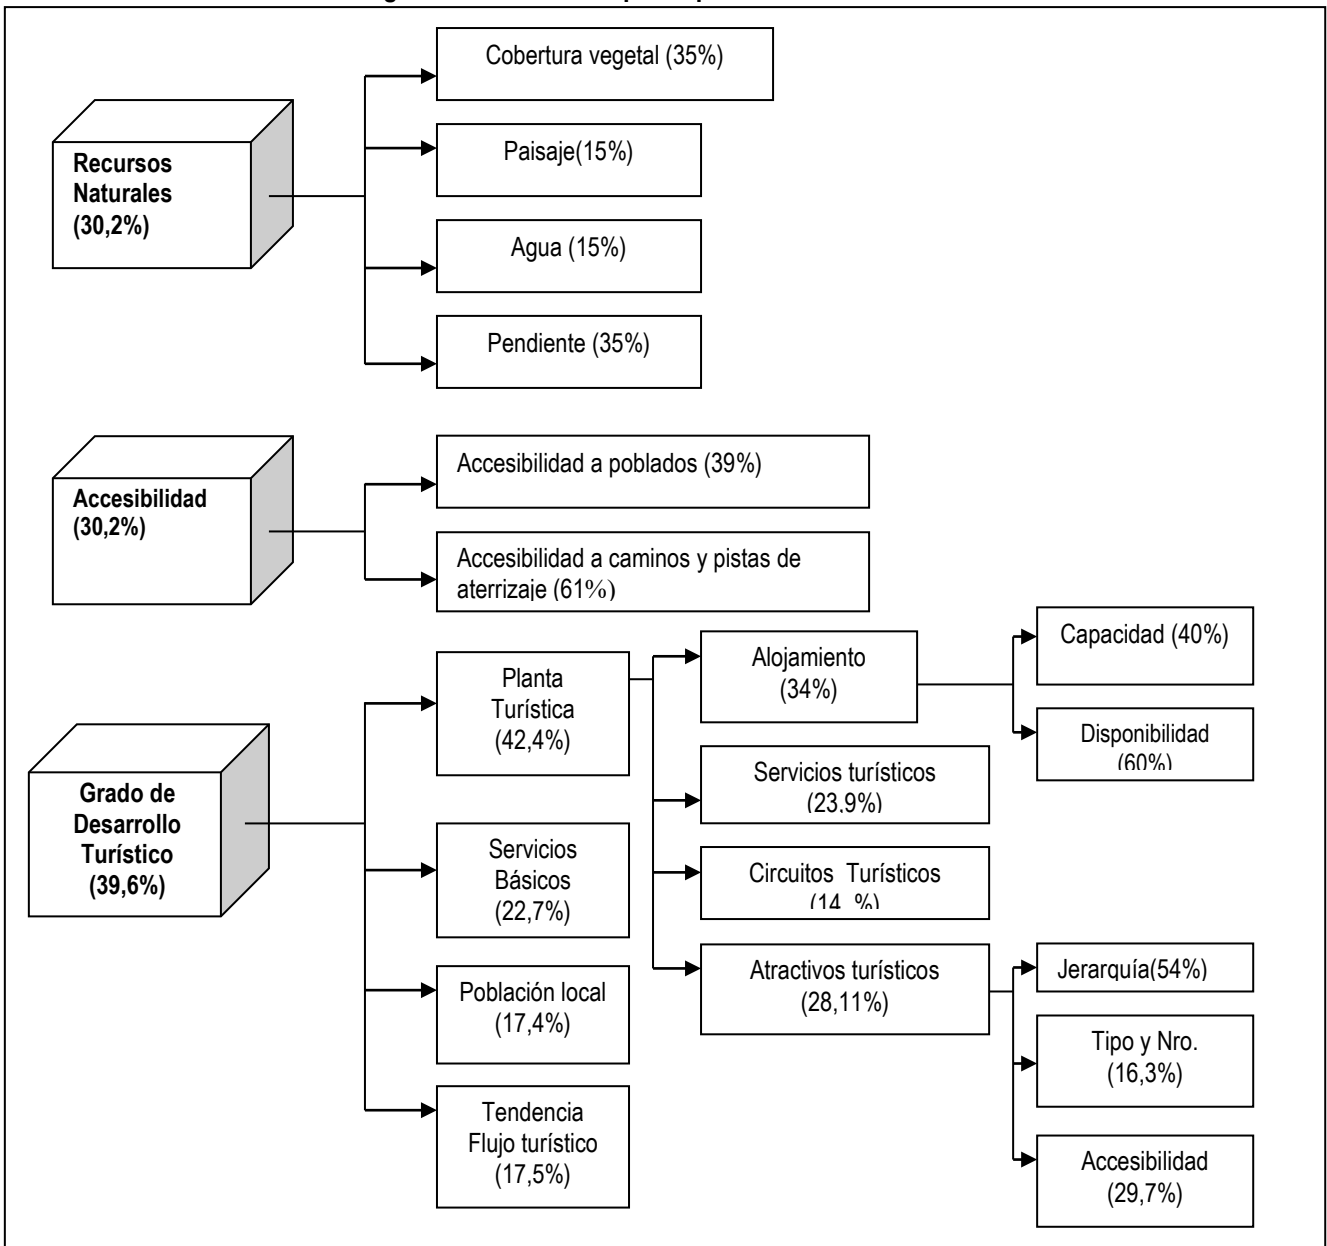 Cobertura vegetal (35%)
Recursos
Naturales
(30,2%)
Paisaje(15%)
Agua (15%)
Pendiente (35%)
Accesibilidad
(30,2%)
Accesibilidad a poblados (39%)
Accesibilidad a caminos y pistas de
aterrizaje (61%)
Grado de
Desarrollo
Turístico
(39,6%)
Planta
Turística
(42,4%)
Servicios
Básicos
(22,7%)
Población local
(17,4%)
Tendencia
Flujo turístico
(17,5%)
Alojamiento
(34%)
Servicios turísticos
(23,9%)
Circuitos Turísticos
(14 %)
Atractivos turísticos
(28,11%)
Capacidad (40%)
Disponibilidad
(60%)
Jerarquía(54%)
Tipo y Nro.
(16,3%)
Accesibilidad
(29,7%)